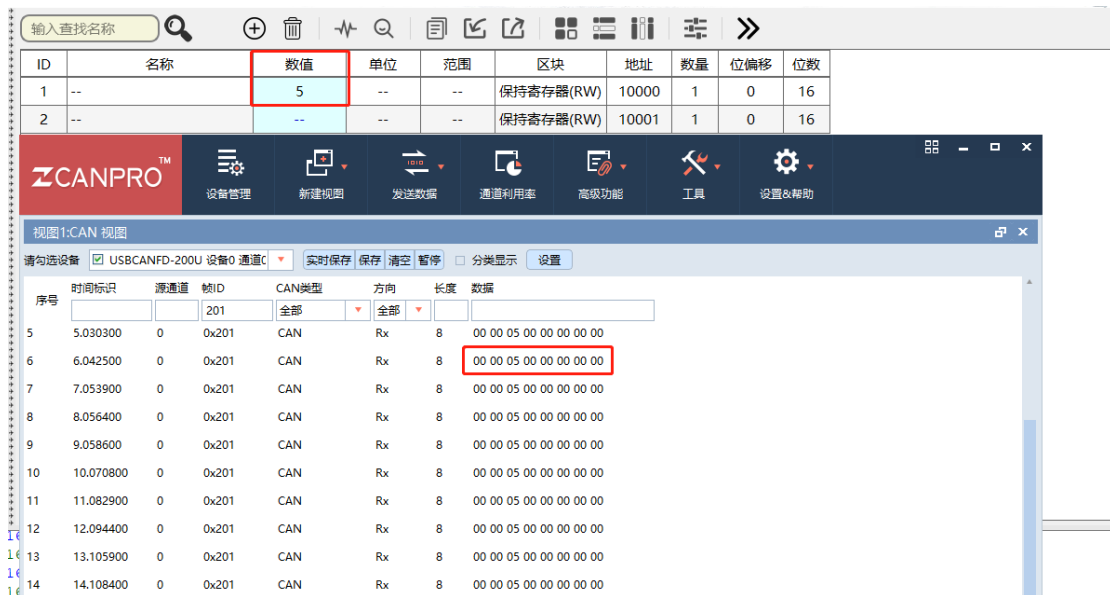 输入查找名称
ID 名称 数值 单位 范围 区块 地址 数量 位偏移 位数
1 -- 5 -- -- 保持寄存器(RW) 10000 1 0 16
2 -- -- -- -- 保持寄存器(RW) 10001 1 0 16
ZCANPRO™ 设备管理 新建视图 发送数据 通道利用率 高级功能 工具 设置&帮助
视图1:CAN 视图
请勾选设备 USBCANFD-200U 设备0 通道0 实时保存 保存 清空 暂停 分类显示 设置
序号 时间标识 源通道 帧ID CAN类型 方向 长度 数据
201 全部 全部
5 5.030300 0 0x201 CAN Rx 8 00 00 05 00 00 00 00 00
6 6.042500 0 0x201 CAN Rx 8 00 00 05 00 00 00 00 00
7 7.053900 0 0x201 CAN Rx 8 00 00 05 00 00 00 00 00
8 8.056400 0 0x201 CAN Rx 8 00 00 05 00 00 00 00 00
9 9.058600 0 0x201 CAN Rx 8 00 00 05 00 00 00 00 00
10 10.070800 0 0x201 CAN Rx 8 00 00 05 00 00 00 00 00
11 11.082900 0 0x201 CAN Rx 8 00 00 05 00 00 00 00 00
12 12.094400 0 0x201 CAN Rx 8 00 00 05 00 00 00 00 00
13 13.105900 0 0x201 CAN Rx 8 00 00 05 00 00 00 00 00
14 14.108400 0 0x201 CAN Rx 8 00 00 05 00 00 00 00 00